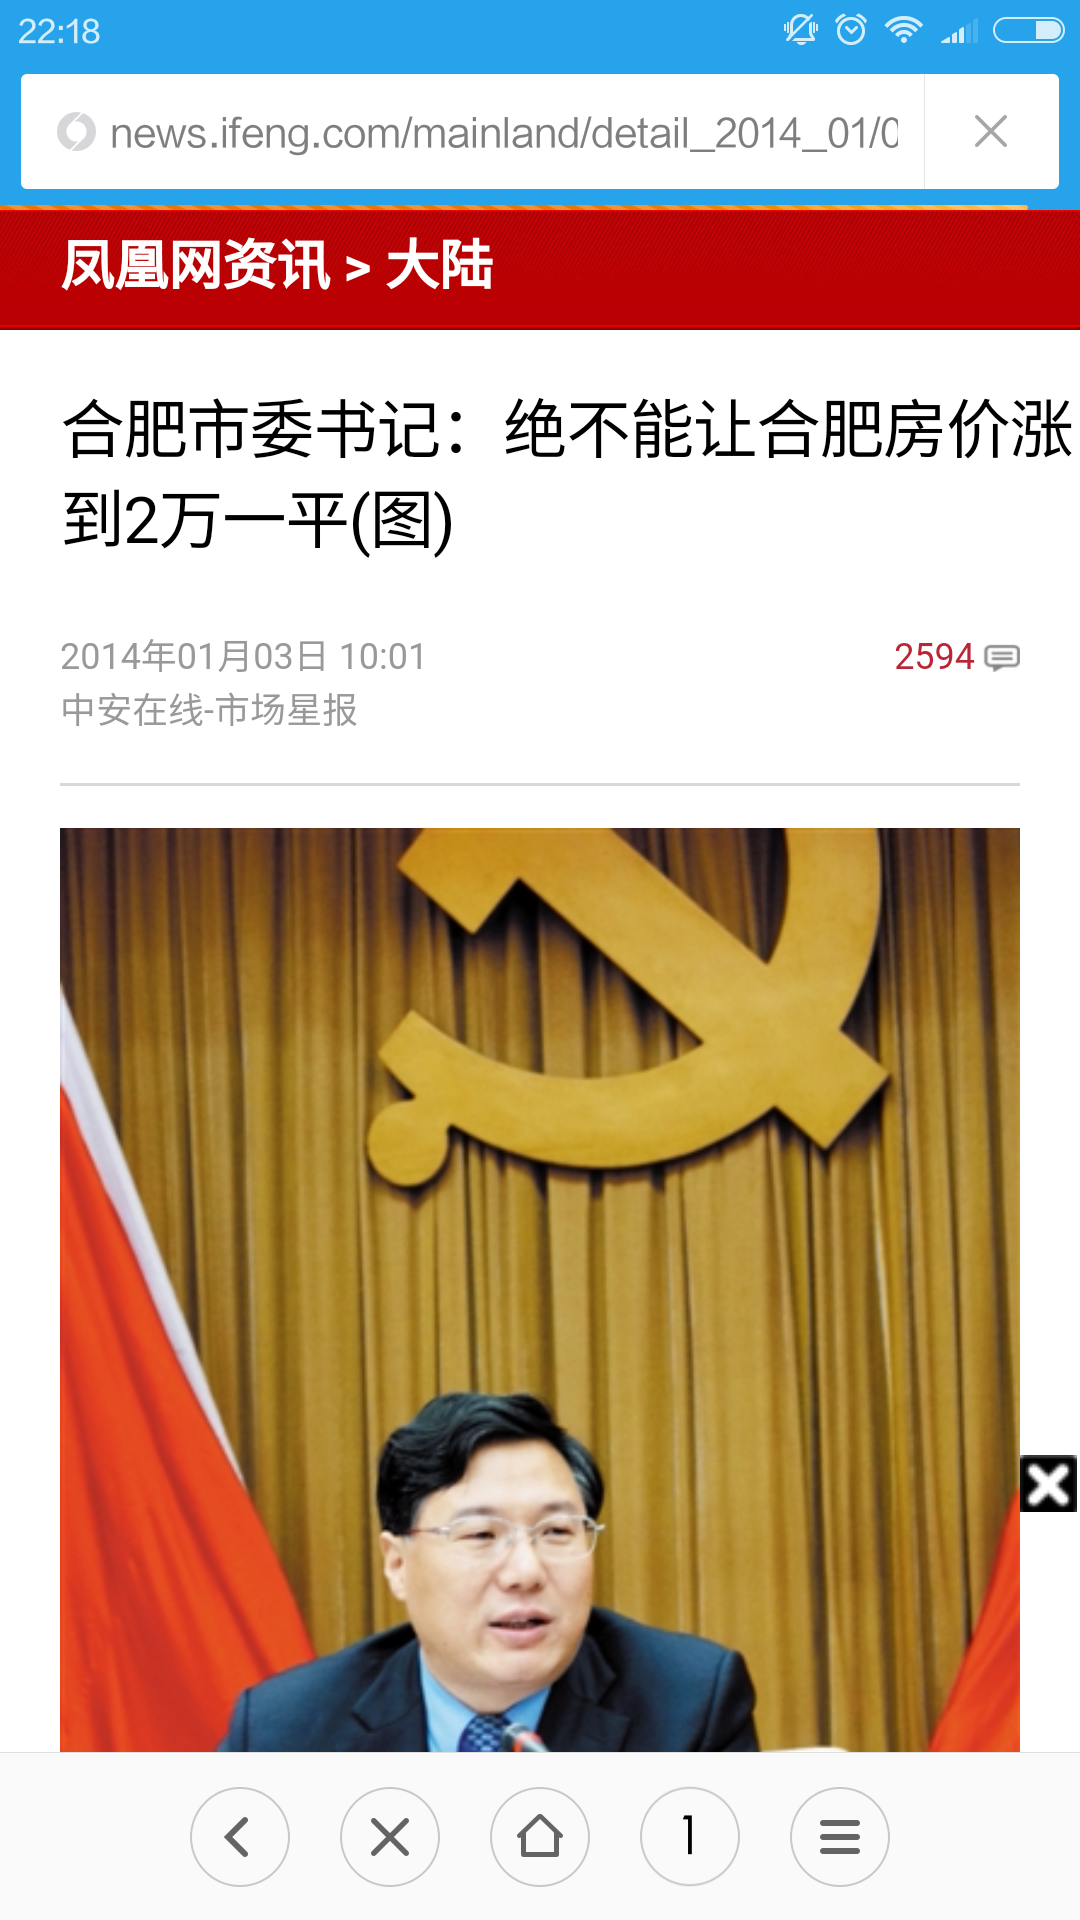 22:18
news.ifeng.com/mainland/detail_2014_01/0
凤凰网资讯 > 大陆
合肥市委书记：绝不能让合肥房价涨
到2万一平(图)
2014年01月03日 10:01
2594
中安在线-市场星报
1